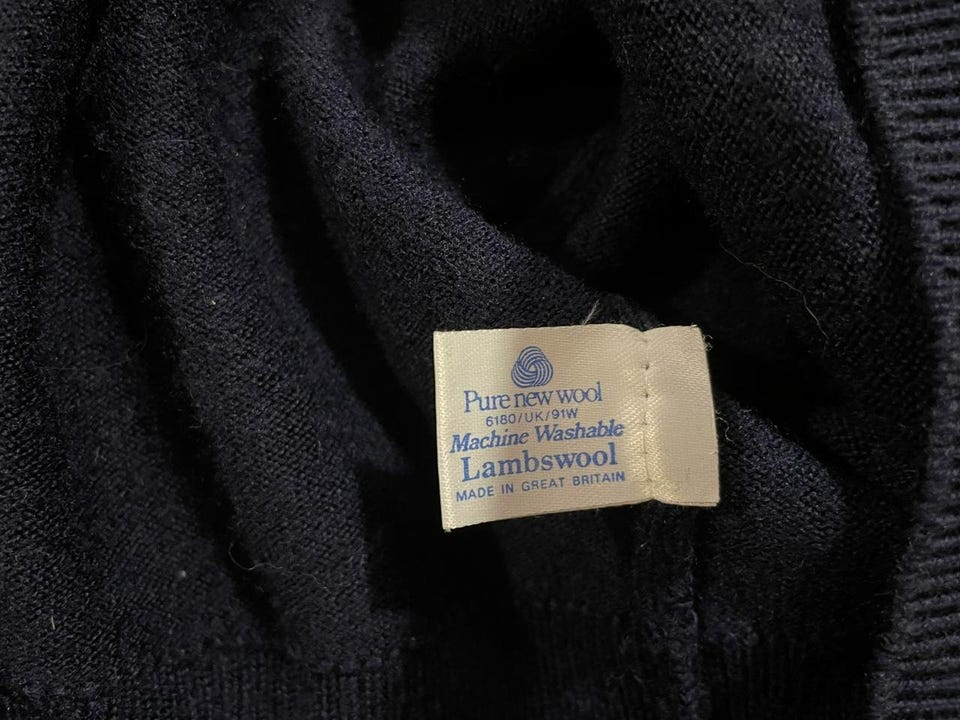 Pure new wool
6180/UK/91W
Machine Washable
Lambswool
MADE IN GREAT BRITAIN